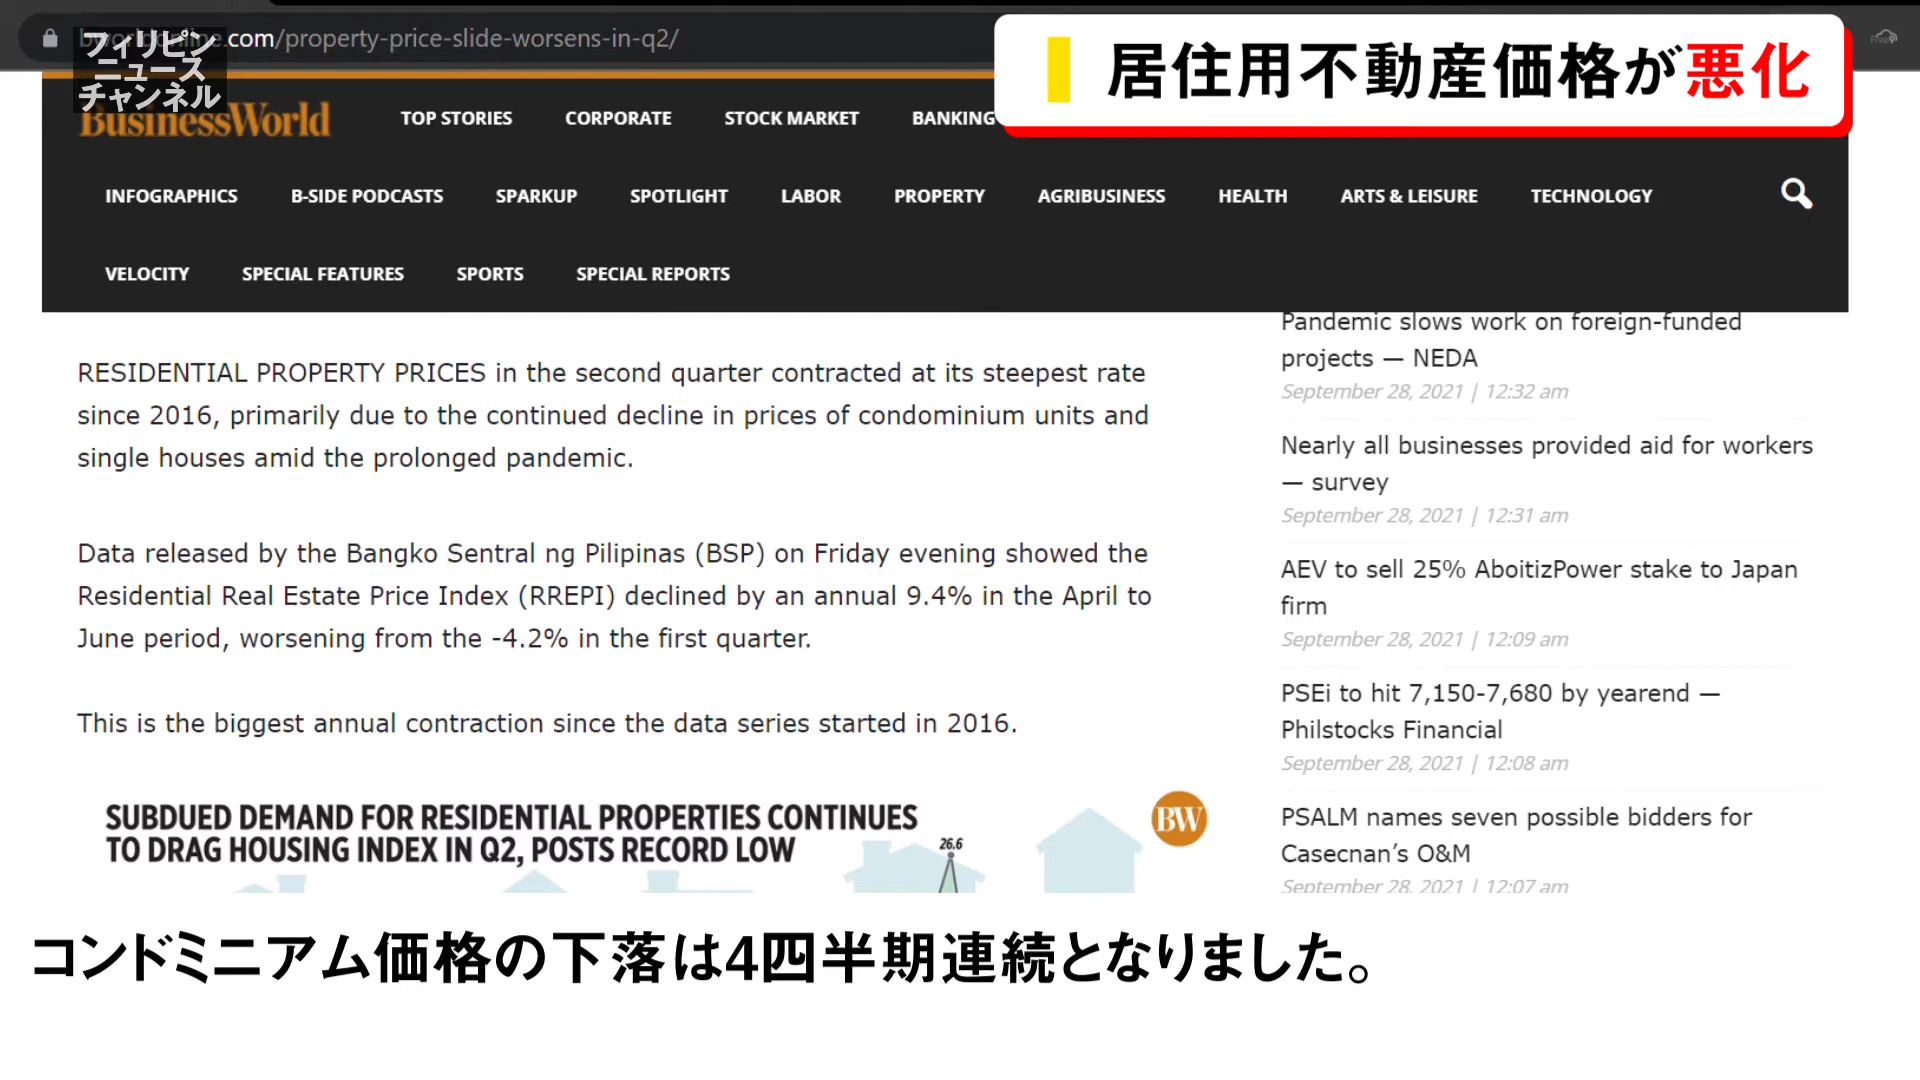 bworldonline.com/property-price-slide-worsens-in-q2/
フィリピン
ニュース
チャンネル
居住用不動産価格が悪化
BusinessWorld
TOP STORIES CORPORATE STOCK MARKET BANKING
INFOGRAPHICS B-SIDE PODCASTS SPARKUP SPOTLIGHT LABOR PROPERTY AGRIBUSINESS HEALTH ARTS & LEISURE TECHNOLOGY
VELOCITY SPECIAL FEATURES SPORTS SPECIAL REPORTS
RESIDENTIAL PROPERTY PRICES in the second quarter contracted at its steepest rate
since 2016, primarily due to the continued decline in prices of condominium units and
single houses amid the prolonged pandemic.
Data released by the Bangko Sentral ng Pilipinas (BSP) on Friday evening showed the
Residential Real Estate Price Index (RREPI) declined by an annual 9.4% in the April to
June period, worsening from the -4.2% in the first quarter.
This is the biggest annual contraction since the data series started in 2016.
SUBDUED DEMAND FOR RESIDENTIAL PROPERTIES CONTINUES
TO DRAG HOUSING INDEX IN Q2, POSTS RECORD LOW
26.6
BW
Pandemic slows work on foreign-funded
projects — NEDA
September 28, 2021 | 12:32 am
Nearly all businesses provided aid for workers
— survey
September 28, 2021 | 12:31 am
AEV to sell 25% AboitizPower stake to Japan
firm
September 28, 2021 | 12:09 am
PSEi to hit 7,150-7,680 by yearend —
Philstocks Financial
September 28, 2021 | 12:08 am
PSALM names seven possible bidders for
Casecnan’s O&M
September 28, 2021 | 12:07 am
コンドミニアム価格の下落は4四半期連続となりました。